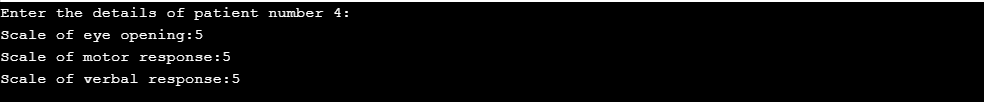 Enter the details of patient number 4:
Scale of eye opening:5
Scale of motor response:5
Scale of verbal response:5